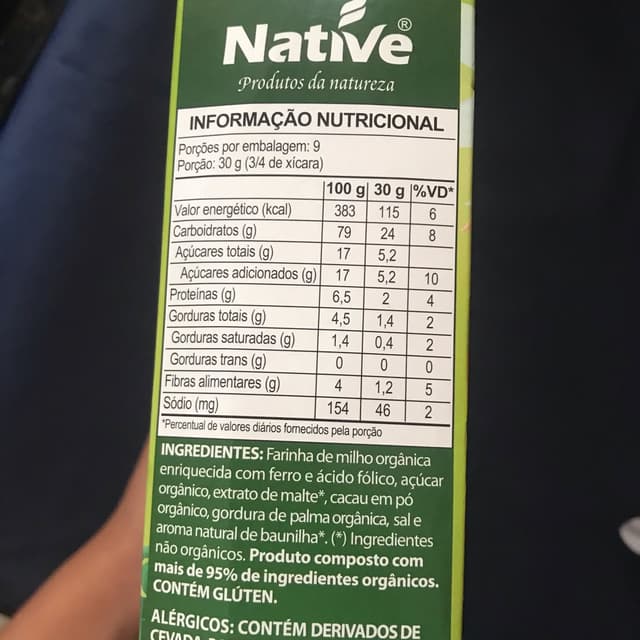 Native®
Produtos da natureza
INFORMAÇÃO NUTRICIONAL
Porções por embalagem: 9
Porção: 30 g (3/4 de xícara)
100 g 30 g %VD*
Valor energético (kcal) 383 115 6
Carboidratos (g) 79 24 8
Açúcares totais (g) 17 5,2
Açúcares adicionados (g) 17 5,2 10
Proteínas (g) 6,5 2 4
Gorduras totais (g) 4,5 1,4 2
Gorduras saturadas (g) 1,4 0,4 2
Gorduras trans (g) 0 0 0
Fibras alimentares (g) 4 1,2 5
Sódio (mg) 154 46 2
*Percentual de valores diários fornecidos pela porção
INGREDIENTES: Farinha de milho orgânica
enriquecida com ferro e ácido fólico, açúcar
orgânico, extrato de malte*, cacau em pó
orgânico, gordura de palma orgânica, sal e
aroma natural de baunilha*. (*) Ingredientes
não orgânicos. Produto composto com
mais de 95% de ingredientes orgânicos.
CONTÉM GLÚTEN.
ALÉRGICOS: CONTÉM DERIVADOS DE
CEVADA